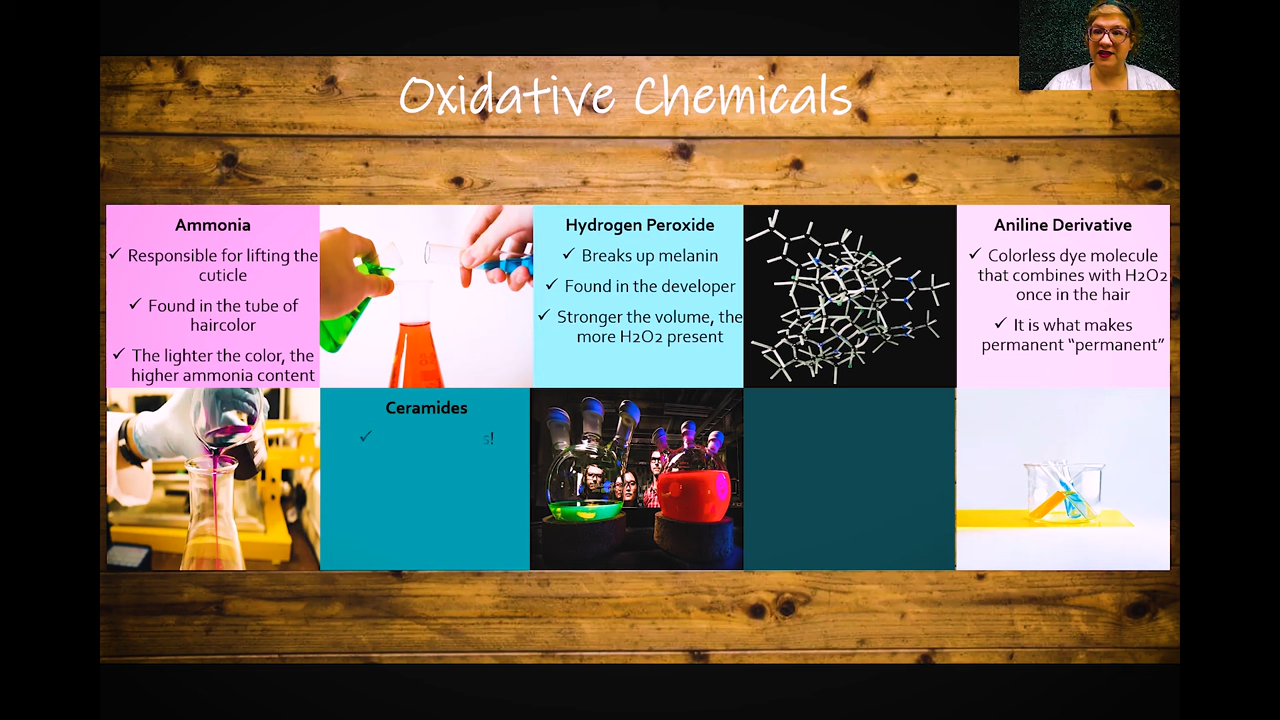 Oxidative Chemicals
Ammonia
✓ Responsible for lifting the
cuticle
✓ Found in the tube of
haircolor
✓ The lighter the color, the
higher ammonia content
Hydrogen Peroxide
✓ Breaks up melanin
✓ Found in the developer
✓ Stronger the volume, the
more H2O2 present
Aniline Derivative
✓ Colorless dye molecule
that combines with H2O2
once in the hair
✓ It is what makes
permanent “permanent”
Ceramides
✓ s!